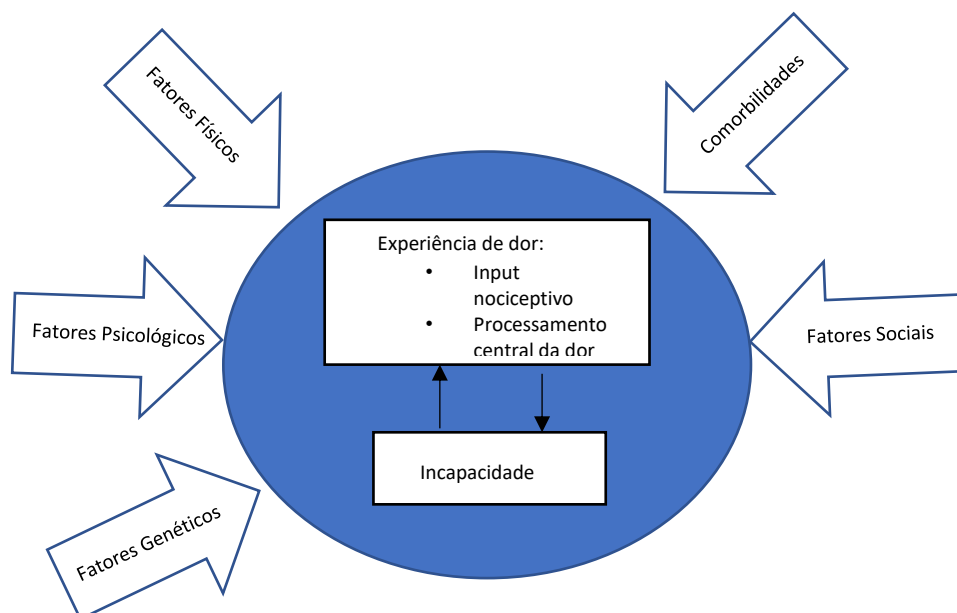 Fatores Físicos
Comorbilidades
Experiência de dor:
• Input
nociceptivo
• Processamento
central da dor
Fatores Psicológicos
Fatores Sociais
Incapacidade
Fatores Genéticos